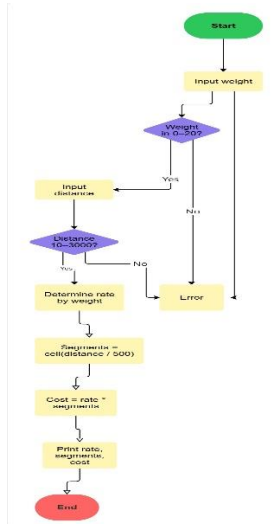 Start
Input weight
Weight
in 0–20?
Yes
Input
distance
No
Distance
10–3000?
Yes
No
Determine rate
by weight
Error
Segments =
ceil(distance / 500)
Cost = rate *
segments
Print rate,
segments,
cost
End